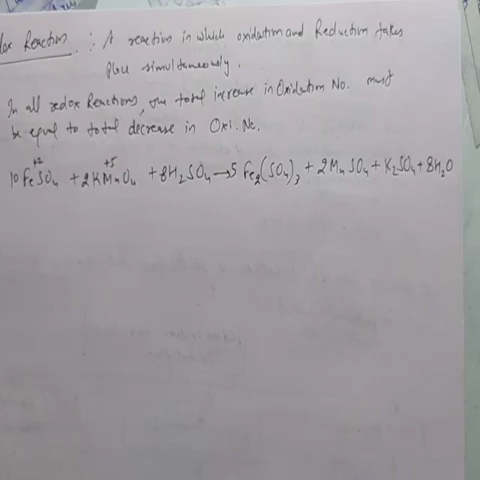 Redox Reaction :: A reaction in which oxidation and Reduction takes
place simultaneously.
In all redox Reactions, the total increase in Oxidation No. must
be equal to total decrease in Oxi. No.
+2 +5
10 FeSO4 + 2KMnO4 + 8H2SO4 → 5 Fe2(SO4)3 + 2MnSO4 + K2SO4 + 8H2O